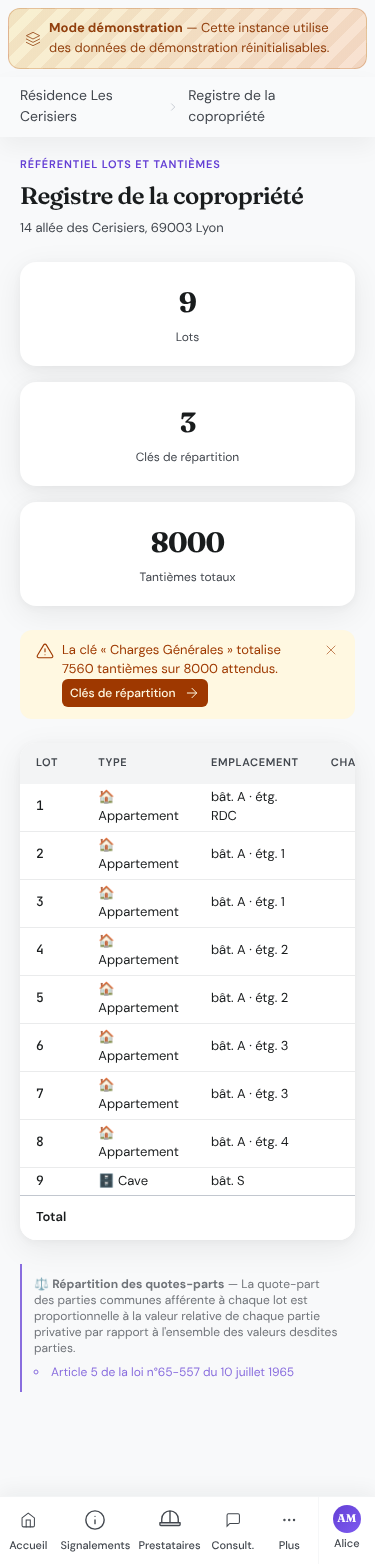 Mode démonstration — Cette instance utilise
des données de démonstration réinitialisables.
Résidence Les
Cerisiers
Registre de la
copropriété
RÉFÉRENTIEL LOTS ET TANTIÈMES
Registre de la copropriété
14 allée des Cerisiers, 69003 Lyon
9
Lots
3
Clés de répartition
8000
Tantièmes totaux
La clé « Charges Générales » totalise
7560 tantièmes sur 8000 attendus.
Clés de répartition →
LOT TYPE EMPLACEMENT CHA
1 Appartement bât. A · étg. RDC
2 Appartement bât. A · étg. 1
3 Appartement bât. A · étg. 1
4 Appartement bât. A · étg. 2
5 Appartement bât. A · étg. 2
6 Appartement bât. A · étg. 3
7 Appartement bât. A · étg. 3
8 Appartement bât. A · étg. 4
9 Cave bât. S
Total
Répartition des quotes-parts — La quote-part
des parties communes afférente à chaque lot est
proportionnelle à la valeur relative de chaque partie
privative par rapport à l'ensemble des valeurs desdites
parties.
Article 5 de la loi n°65-557 du 10 juillet 1965
AM
Accueil Signalements Prestataires Consult. Plus Alice